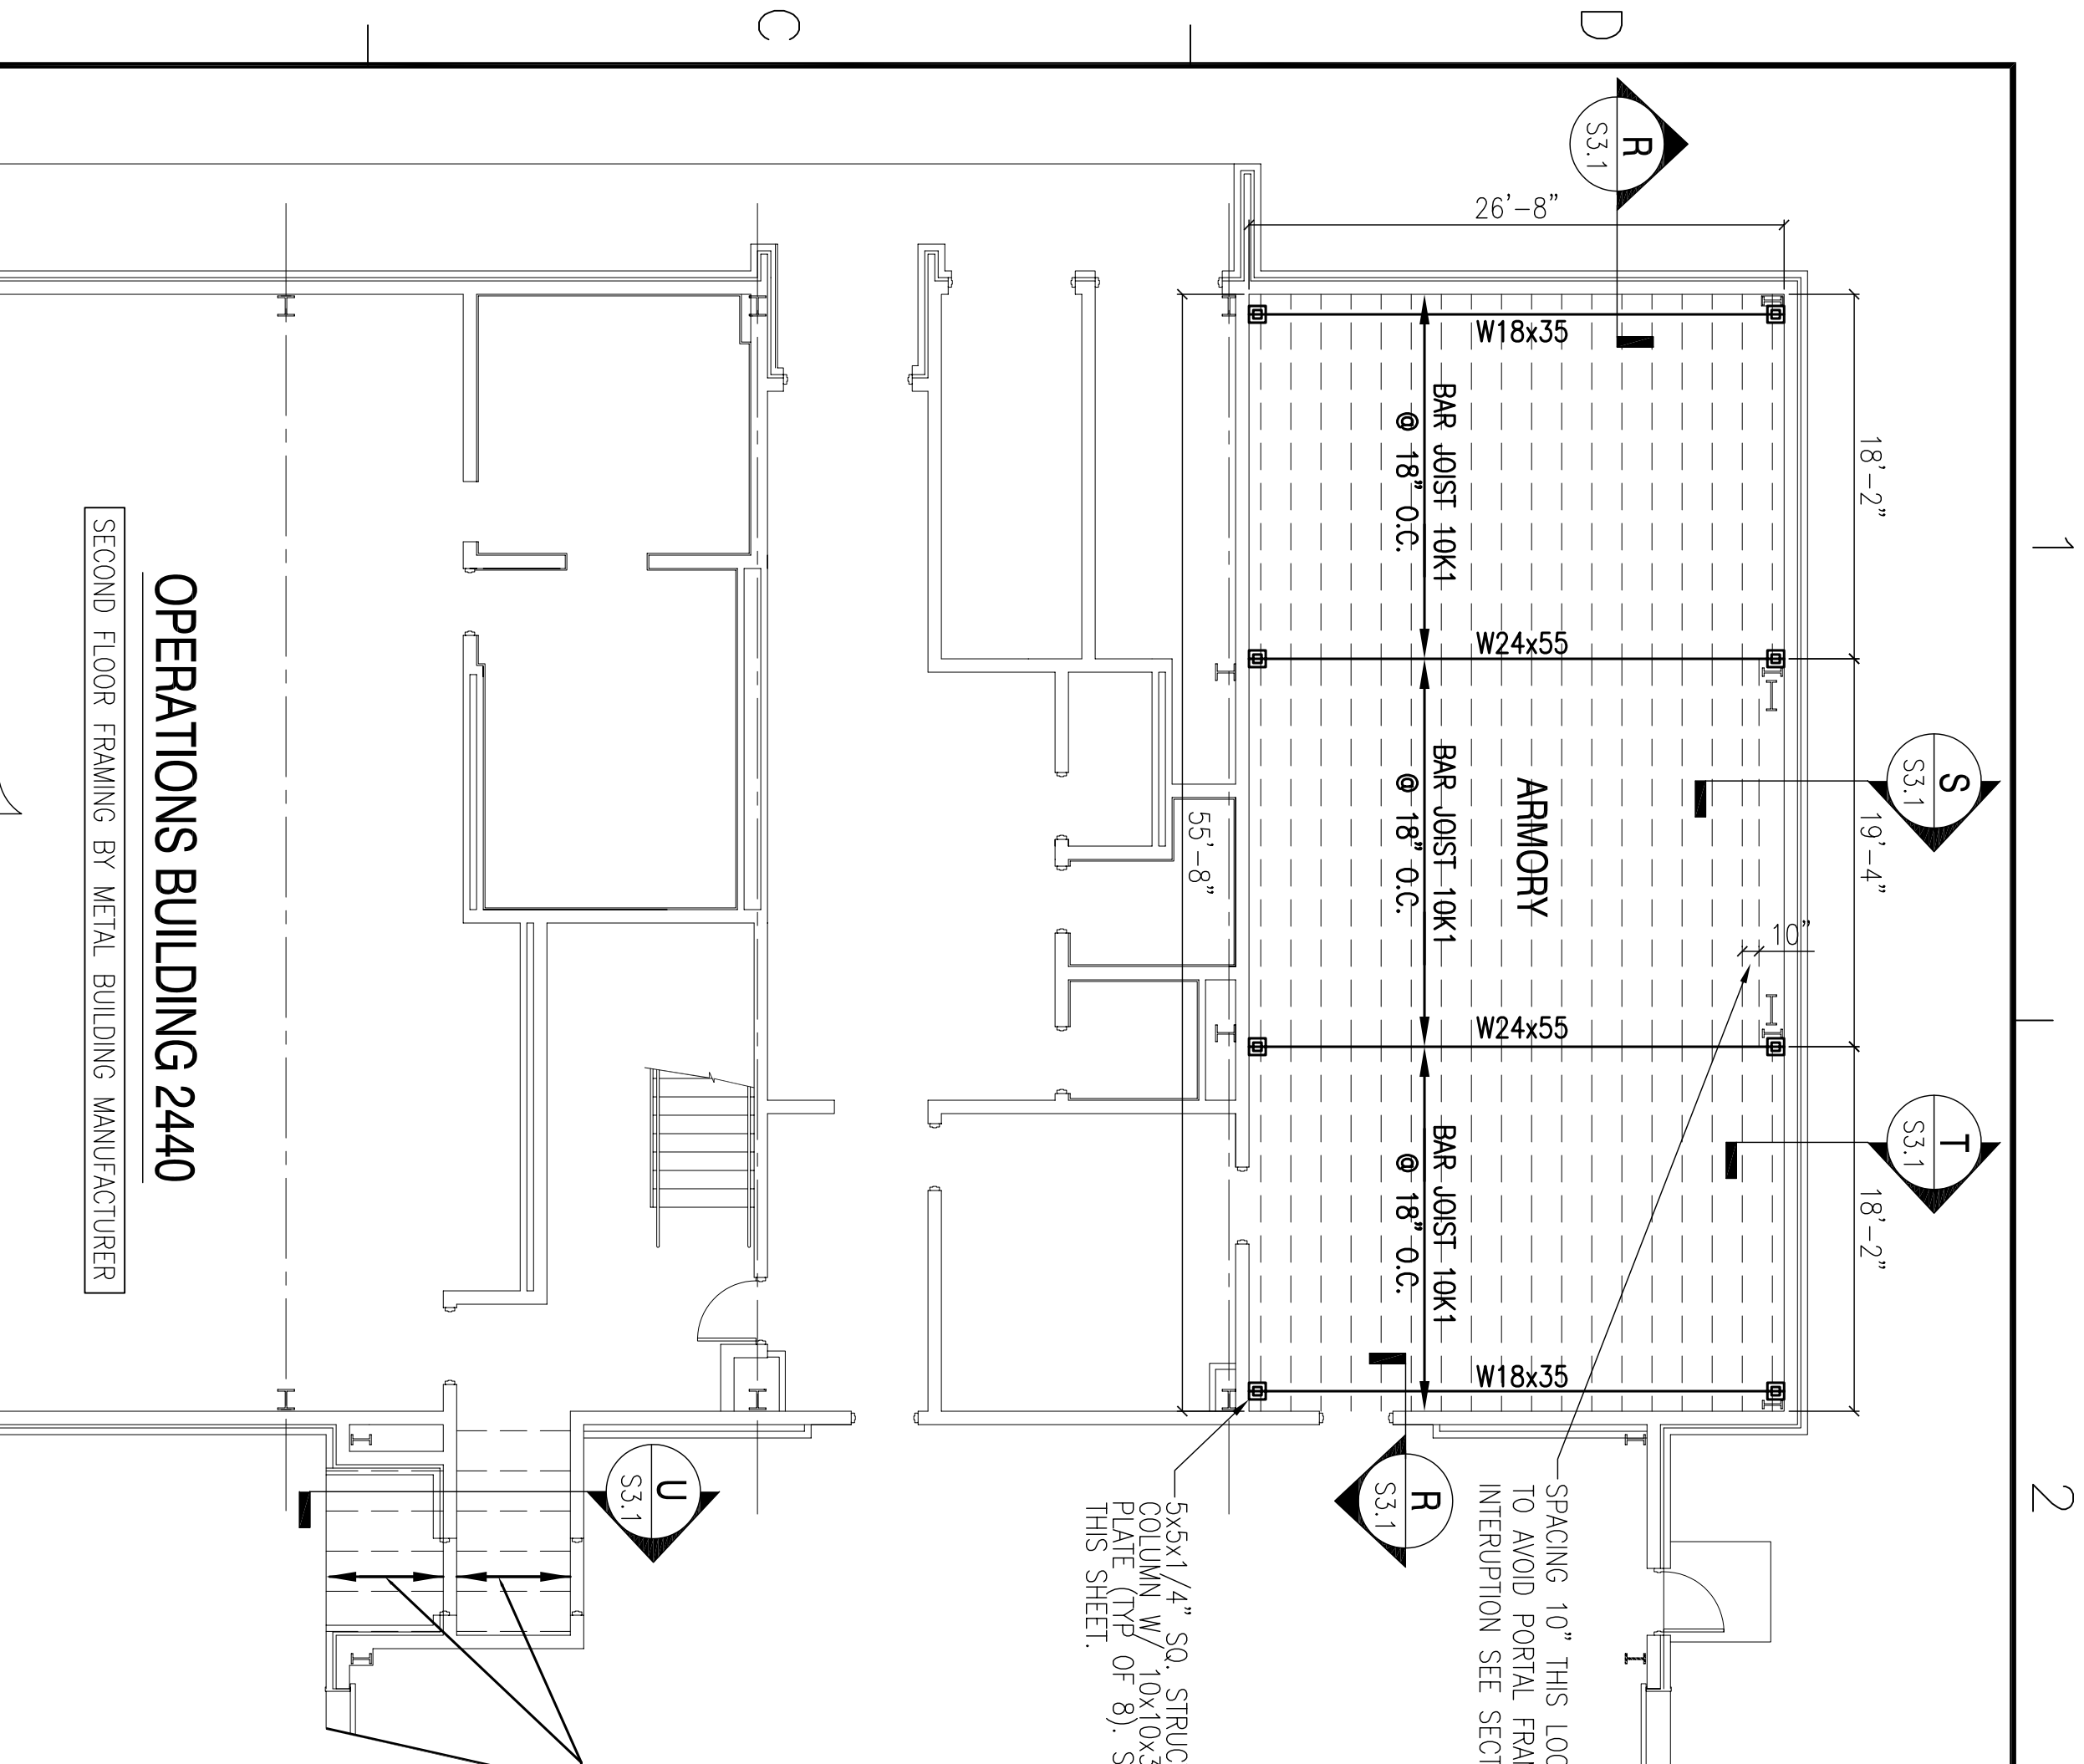 1
2
D
C
R
S3.1
26'-8"
18'-2"
19'-4"
18'-2"
S
S3.1
T
S3.1
10"
W18x35
BAR JOIST 10K1
@ 18" O.C.
W24x55
ARMORY
BAR JOIST 10K1
@ 18" O.C.
W24x55
BAR JOIST 10K1
@ 18" O.C.
W18x35
55'-8"
R
S3.1
SPACING 10" THIS LOC
TO AVOID PORTAL FRA
INTERUPTION SEE SECT
5x5x1/4" SQ. STRUC
COLUMN W/ 10x10x3
PLATE (TYP OF 8). S
THIS SHEET.
U
S3.1
OPERATIONS BUILDING 2440
SECOND FLOOR FRAMING BY METAL BUILDING MANUFACTURER